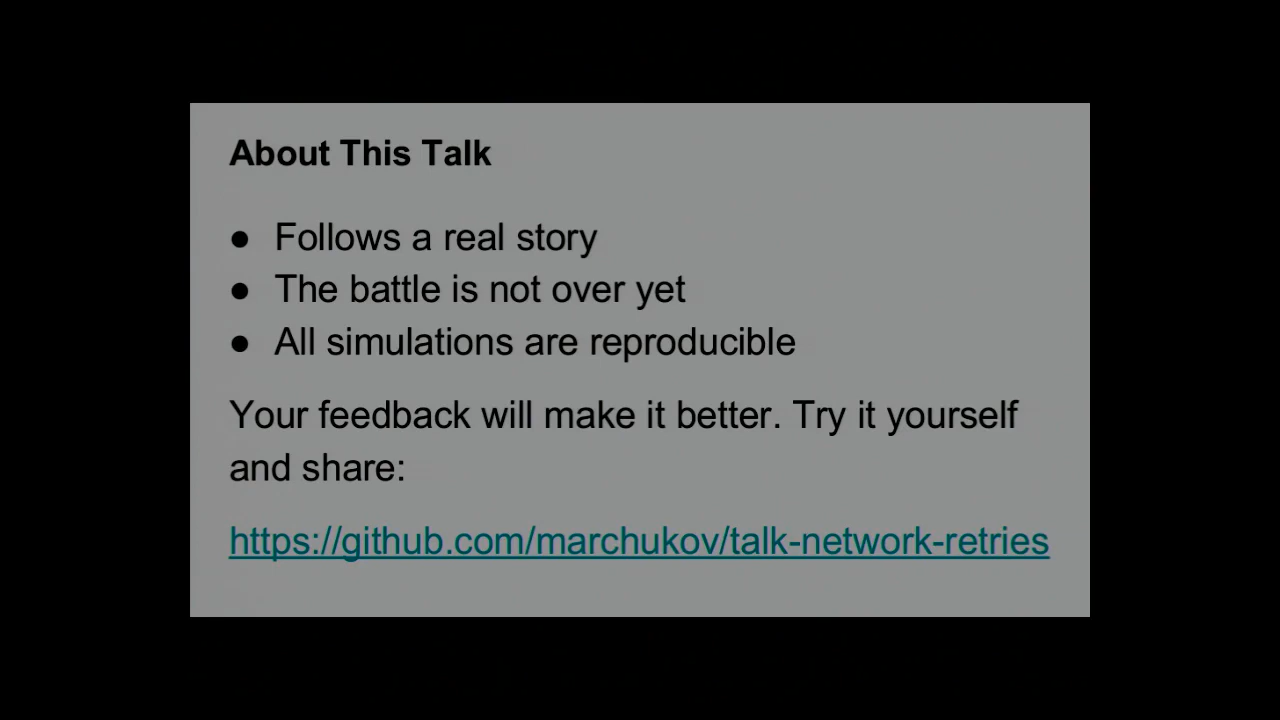 About This Talk
● Follows a real story
● The battle is not over yet
● All simulations are reproducible
Your feedback will make it better. Try it yourself
and share:
https://github.com/marchukov/talk-network-retries